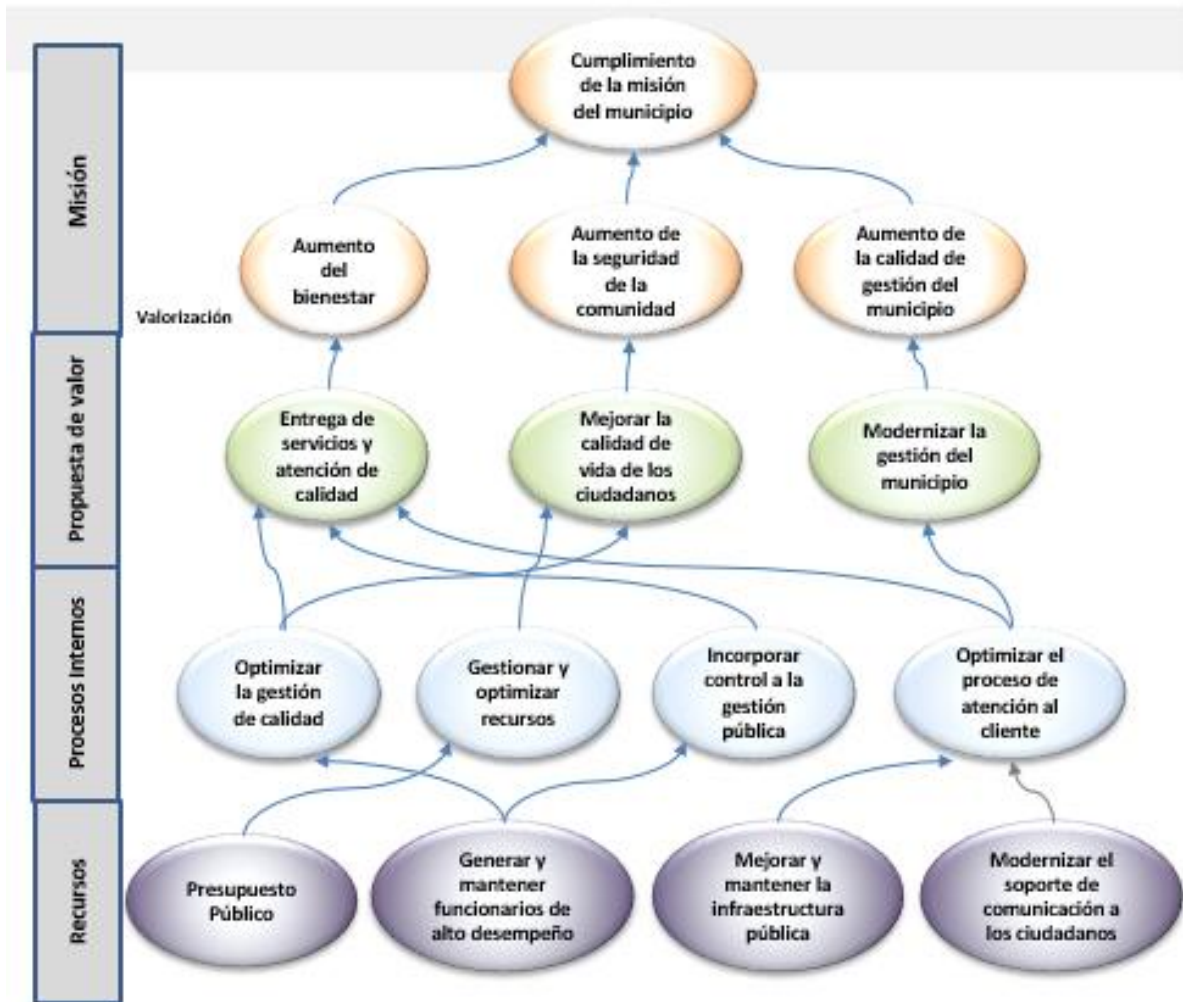 Misión
Cumplimiento
de la misión
del municipio
Aumento
del
bienestar
Aumento de
la seguridad
de la
comunidad
Aumento de
la calidad de
gestión del
municipio
Valorización
Propuesta de valor
Entrega de
servicios y
atención de
calidad
Mejorar la
calidad de
vida de los
ciudadanos
Modernizar la
gestión del
municipio
Procesos Internos
Optimizar
la gestión
de calidad
Gestionar y
optimizar
recursos
Incorporar
control a la
gestión
pública
Optimizar el
proceso de
atención al
cliente
Recursos
Presupuesto
Público
Generar y
mantener
funcionarios de
alto desempeño
Mejorar y
mantener la
infraestructura
pública
Modernizar el
soporte de
comunicación a
los ciudadanos